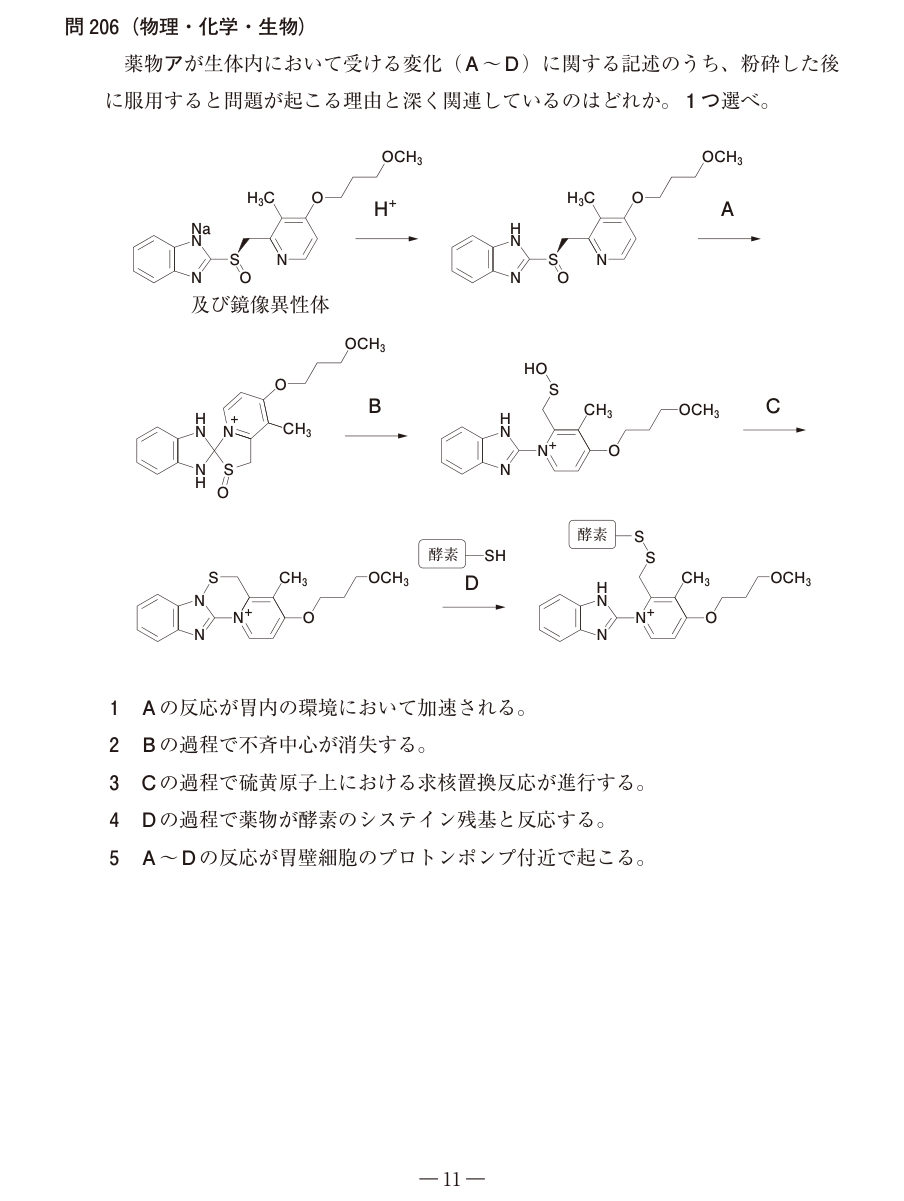 問 206（物理・化学・生物）
薬物アが生体内において受ける変化（A～D）に関する記述のうち、粉砕した後
に服用すると問題が起こる理由と深く関連しているのはどれか。1つ選べ。
OCH3
H3C
O
Na
N
N
S
O
N
及び鏡像異性体
H+
OCH3
H3C
O
H
N
N
S
O
N
A
OCH3
O
H
N
N+
CH3
N
H
S
O
B
HO
S
CH3
OCH3
H
N
N
N+
O
C
S
CH3
OCH3
N
N
N+
O
酵素
SH
D
酵素
S
S
CH3
OCH3
H
N
N
N+
O
1 Aの反応が胃内の環境において加速される。
2 Bの過程で不斉中心が消失する。
3 Cの過程で硫黄原子上における求核置換反応が進行する。
4 Dの過程で薬物が酵素のシステイン残基と反応する。
5 A～Dの反応が胃壁細胞のプロトンポンプ付近で起こる。
― 11 ―